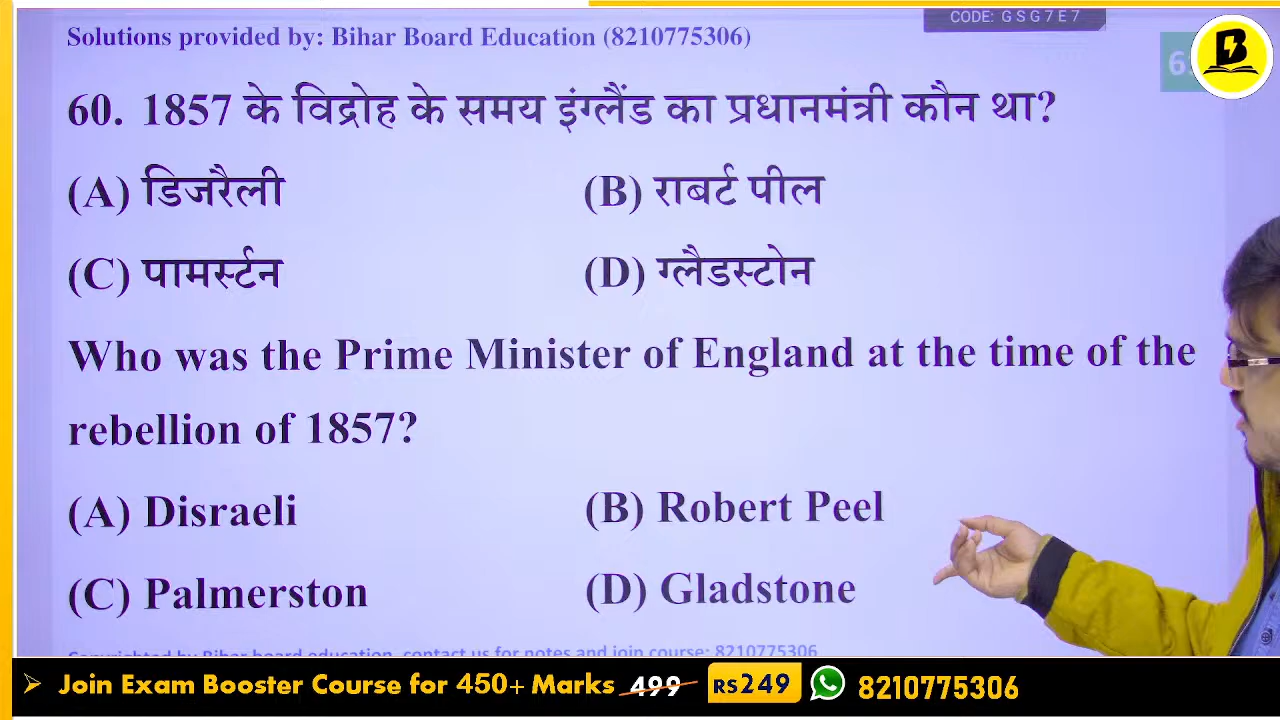 CODE: G S G 7 E 7
Solutions provided by: Bihar Board Education (8210775306)
6
B
60. 1857 के विद्रोह के समय इंग्लैंड का प्रधानमंत्री कौन था?
(A) डिजरैली (B) राबर्ट पील
(C) पामर्स्टन (D) ग्लैडस्टोन
Who was the Prime Minister of England at the time of the
rebellion of 1857?
(A) Disraeli (B) Robert Peel
(C) Palmerston (D) Gladstone
Copyrighted by Bihar board education, contact us for notes and join course: 8210775306
Join Exam Booster Course for 450+ Marks 499 RS249 8210775306